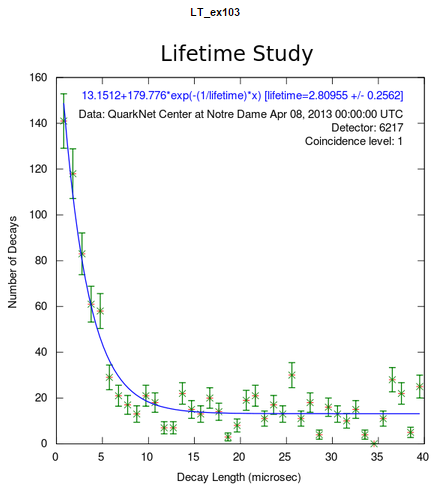 LT_ex103
Lifetime Study
13.1512+179.776*exp(-(1/lifetime)*x) [lifetime=2.80955 +/- 0.2562]
Data: QuarkNet Center at Notre Dame Apr 08, 2013 00:00:00 UTC
Detector: 6217
Coincidence level: 1
Number of Decays
160
140
120
100
80
60
40
20
0
0 5 10 15 20 25 30 35 40
Decay Length (microsec)